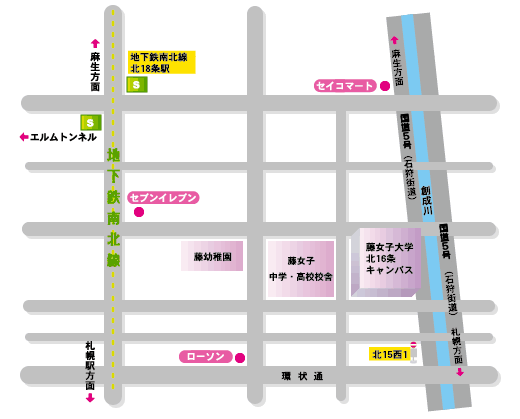 麻生方面
地下鉄南北線
北18条駅
S
麻生方面
セイコマート
S
エルムトンネル
国道5号(石狩街道)
地下鉄南北線
セブンイレブン
創成川
藤幼稚園
藤女子
中学・高校校舎
藤女子大学
北16条
キャンパス
国道5号(石狩街道)
札幌駅方面
ローソン
北15西1
札幌方面
環状通